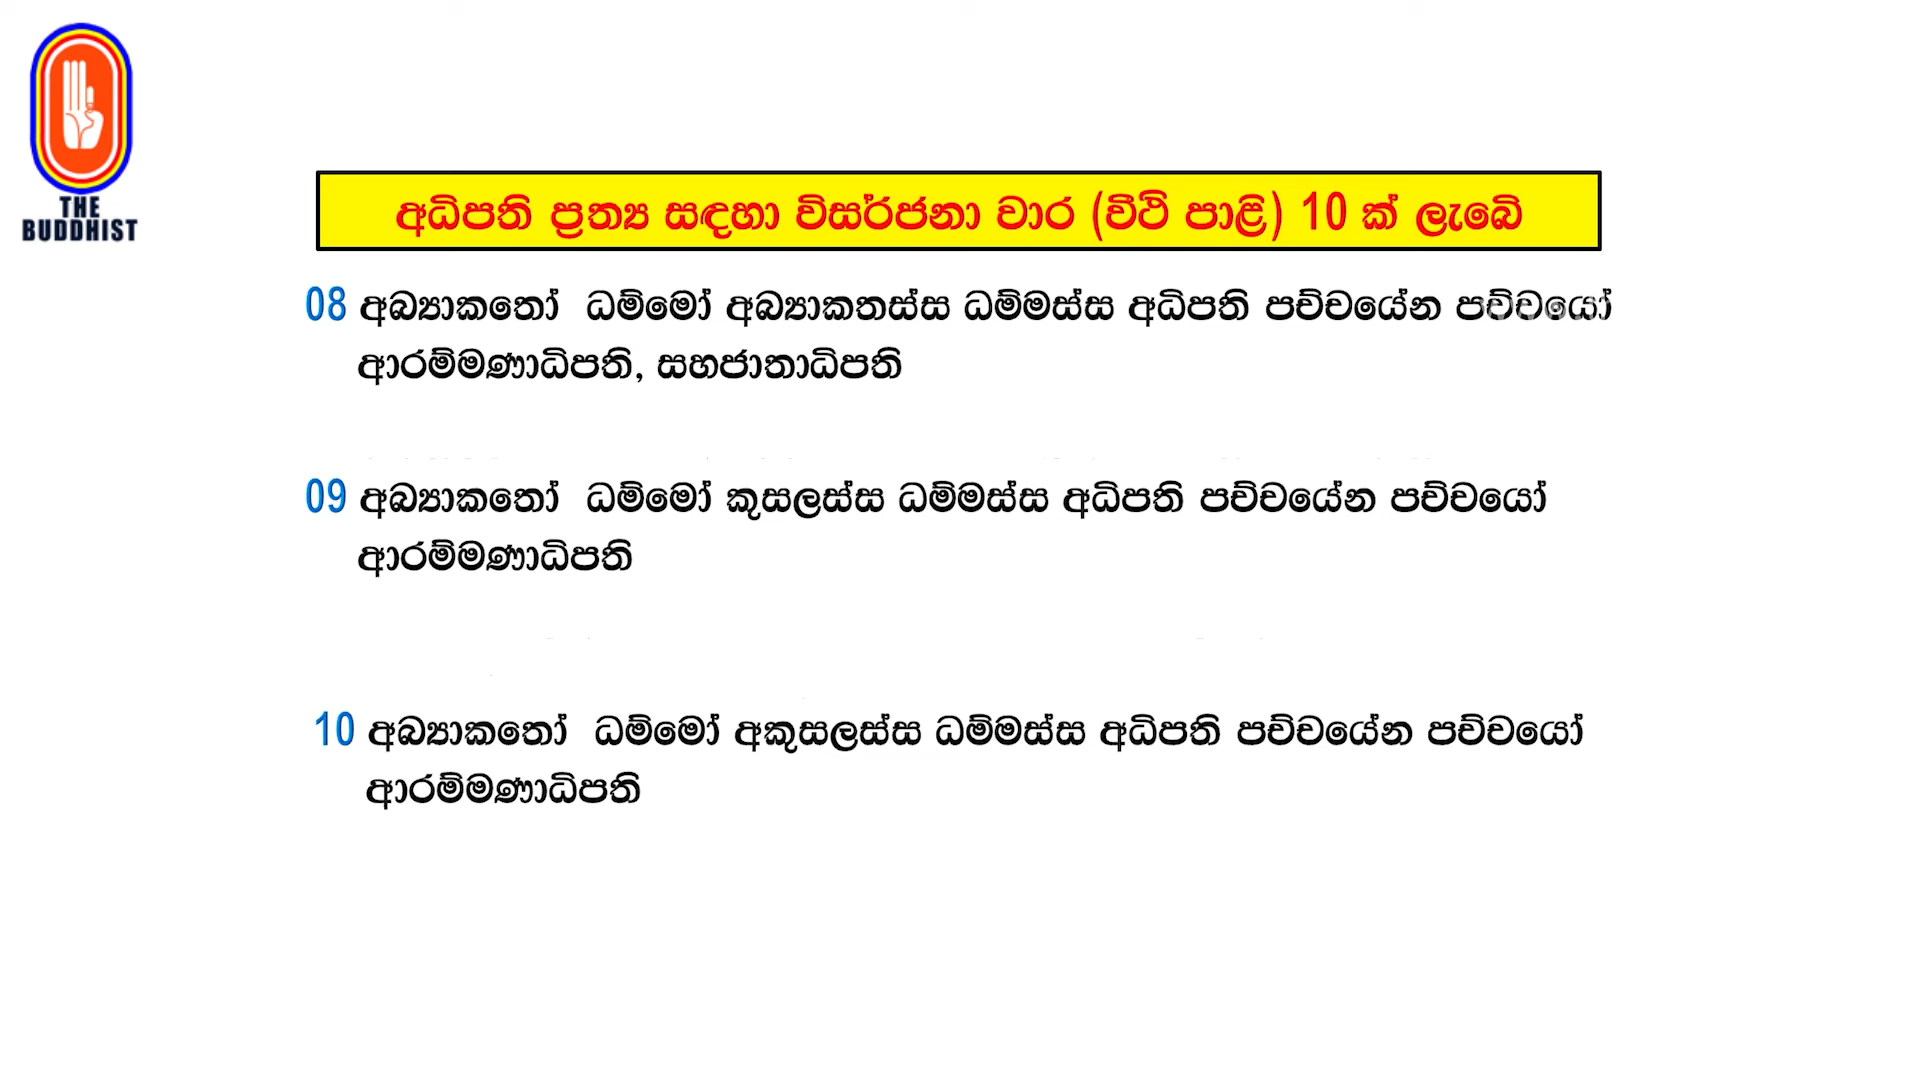 THE
BUDDHIST
අධිපති ප්‍රත්‍ය සඳහා විසර්ජනා වාර (වීථි පාළි) 10 ක් ලැබේ
08 අබ්‍යාකතෝ ධම්මෝ අබ්‍යාකතස්ස ධම්මස්ස අධිපති පච්චයේන පච්චයෝ
ආරම්මණාධිපති, සහජාතාධිපති
09 අබ්‍යාකතෝ ධම්මෝ කුසලස්ස ධම්මස්ස අධිපති පච්චයේන පච්චයෝ
ආරම්මණාධිපති
10 අබ්‍යාකතෝ ධම්මෝ අකුසලස්ස ධම්මස්ස අධිපති පච්චයේන පච්චයෝ
ආරම්මණාධිපති